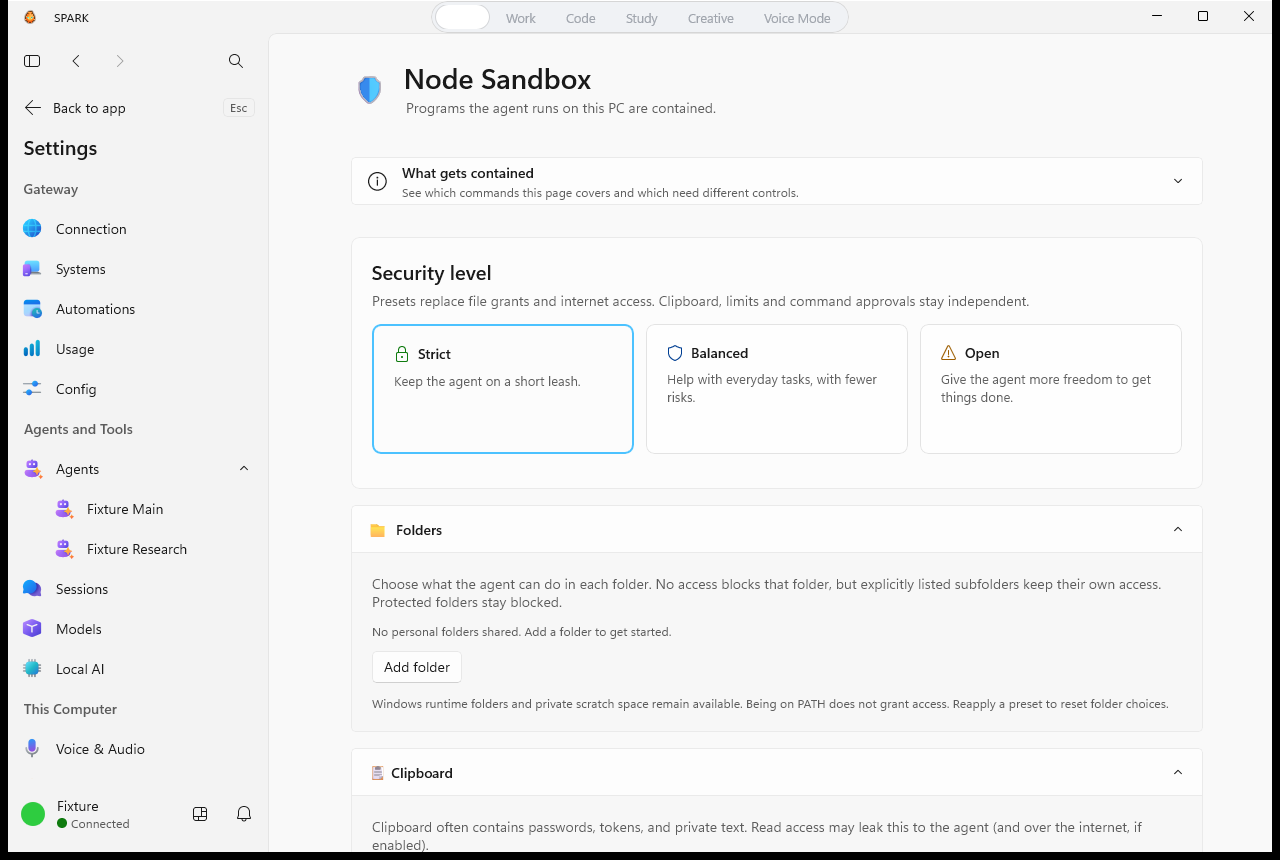 SPARK
Work
Code
Study
Creative
Voice Mode
Back to app
Esc
Settings
Gateway
Connection
Systems
Automations
Usage
Config
Agents and Tools
Agents
Fixture Main
Fixture Research
Sessions
Models
Local AI
This Computer
Voice & Audio
Fixture
Connected
Node Sandbox
Programs the agent runs on this PC are contained.
What gets contained
See which commands this page covers and which need different controls.
Security level
Presets replace file grants and internet access. Clipboard, limits and command approvals stay independent.
Strict
Keep the agent on a short leash.
Balanced
Help with everyday tasks, with fewer
risks.
Open
Give the agent more freedom to get
things done.
Folders
Choose what the agent can do in each folder. No access blocks that folder, but explicitly listed subfolders keep their own access.
Protected folders stay blocked.
No personal folders shared. Add a folder to get started.
Add folder
Windows runtime folders and private scratch space remain available. Being on PATH does not grant access. Reapply a preset to reset folder choices.
Clipboard
Clipboard often contains passwords, tokens, and private text. Read access may leak this to the agent (and over the internet, if
enabled).